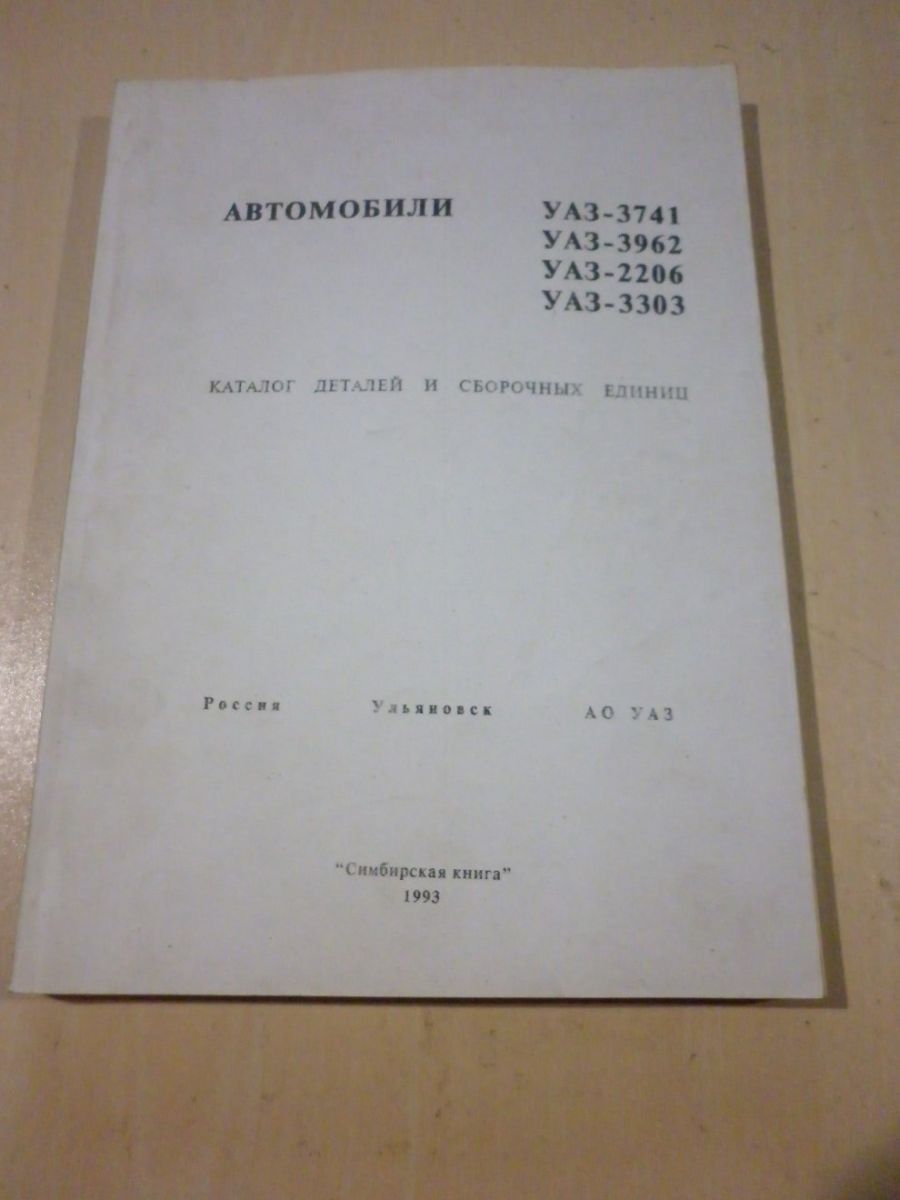 АВТОМОБИЛИ УАЗ-3741
УАЗ-3962
УАЗ-2206
УАЗ-3303
КАТАЛОГ ДЕТАЛЕЙ И СБОРОЧНЫХ ЕДИНИЦ
Россия Ульяновск АО УАЗ
"Симбирская книга"
1993